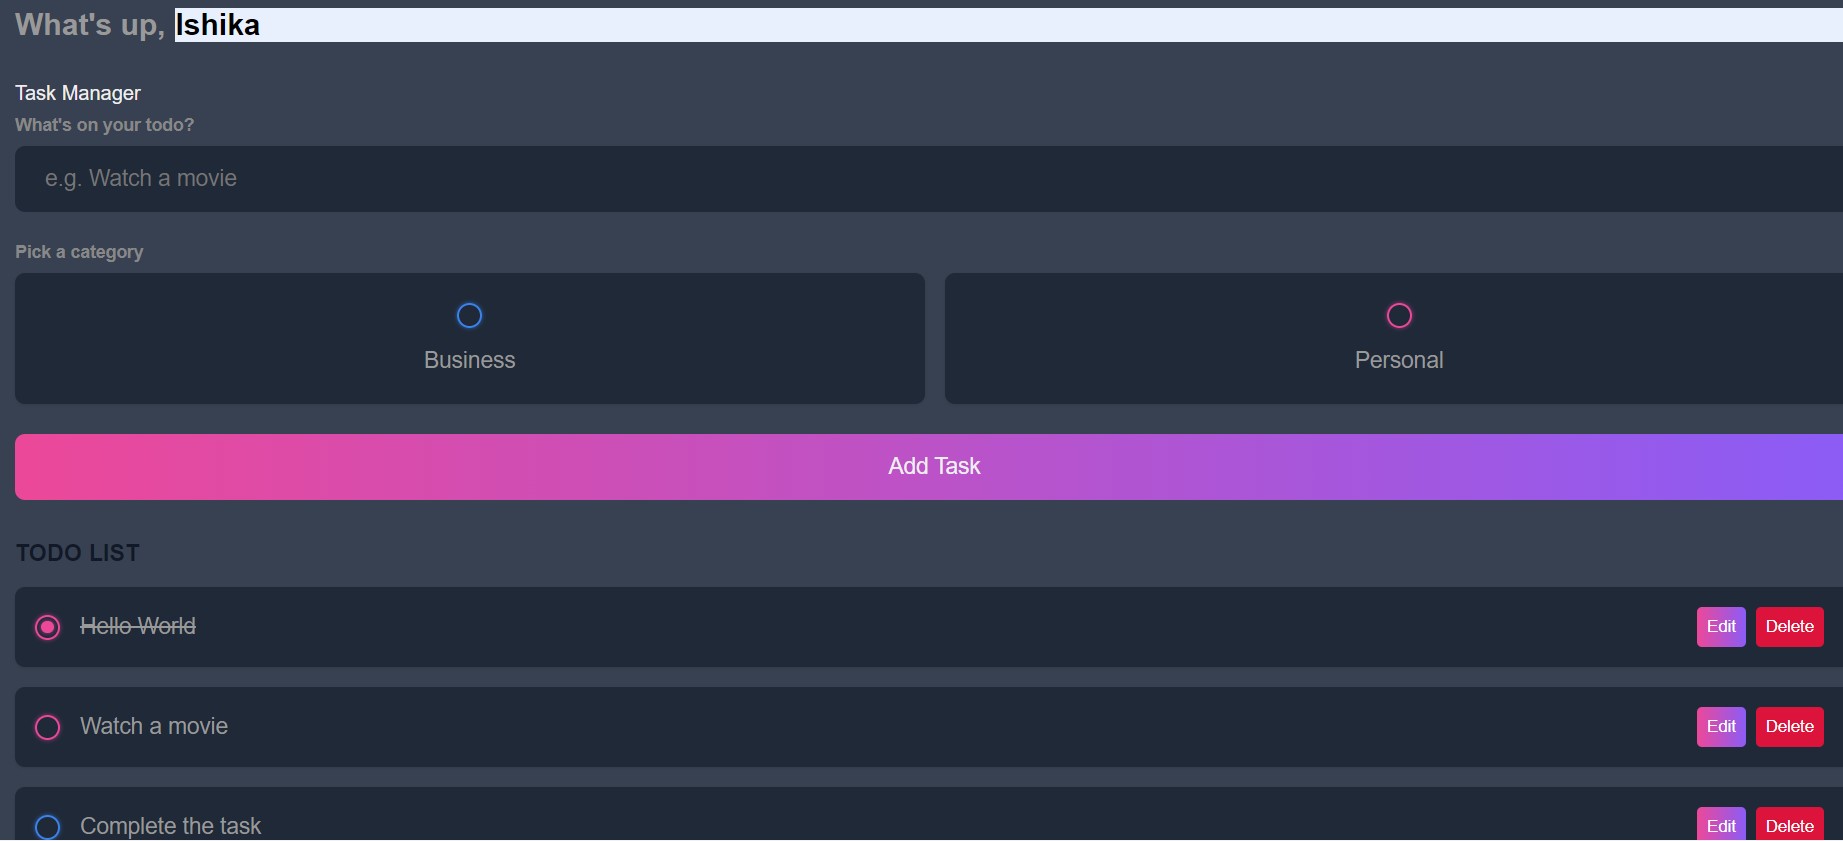 What's up, Ishika
Task Manager
What's on your todo?
e.g. Watch a movie
Pick a category
Business
Personal
Add Task
TODO LIST
Hello World Edit Delete
Watch a movie Edit Delete
Complete the task Edit Delete